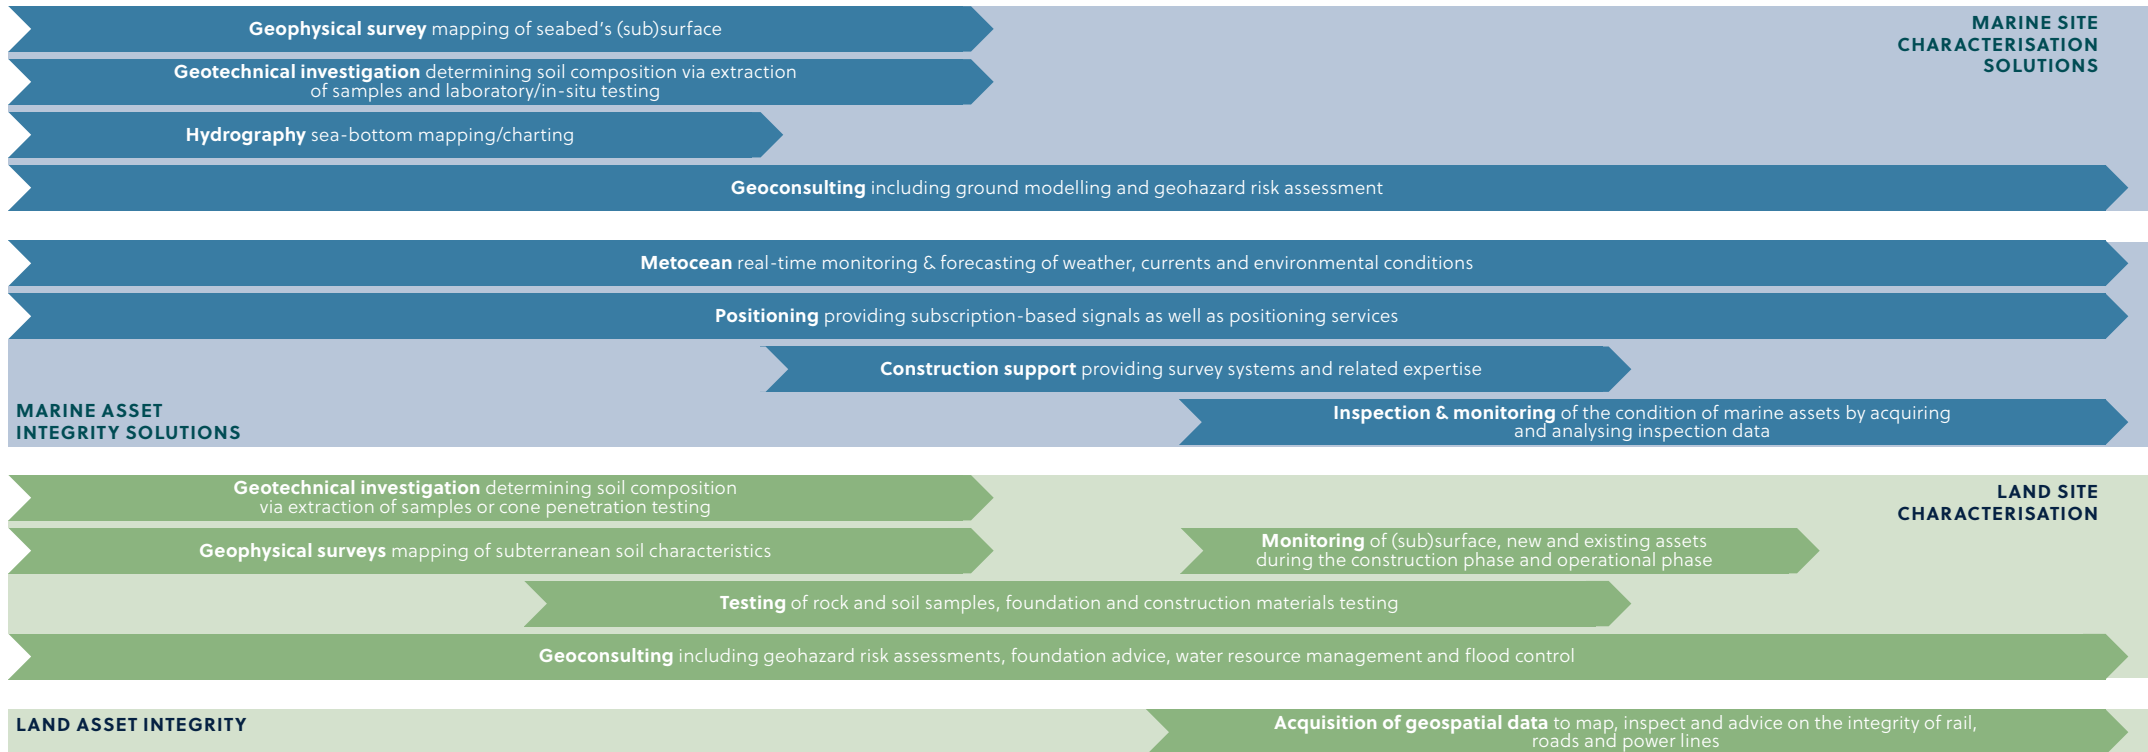 MARINE SITE
CHARACTERISATION
SOLUTIONS
Geophysical survey mapping of seabed’s (sub)surface
Geotechnical investigation determining soil composition via extraction
of samples and laboratory/in-situ testing
Hydrography sea-bottom mapping/charting
Geoconsulting including ground modelling and geohazard risk assessment
Metocean real-time monitoring & forecasting of weather, currents and environmental conditions
Positioning providing subscription-based signals as well as positioning services
Construction support providing survey systems and related expertise
MARINE ASSET
INTEGRITY SOLUTIONS
Inspection & monitoring of the condition of marine assets by acquiring
and analysing inspection data
Geotechnical investigation determining soil composition
via extraction of samples or cone penetration testing
LAND SITE
CHARACTERISATION
Geophysical surveys mapping of subterranean soil characteristics
Monitoring of (sub)surface, new and existing assets
during the construction phase and operational phase
Testing of rock and soil samples, foundation and construction materials testing
Geoconsulting including geohazard risk assessments, foundation advice, water resource management and flood control
LAND ASSET INTEGRITY
Acquisition of geospatial data to map, inspect and advice on the integrity of rail,
roads and power lines